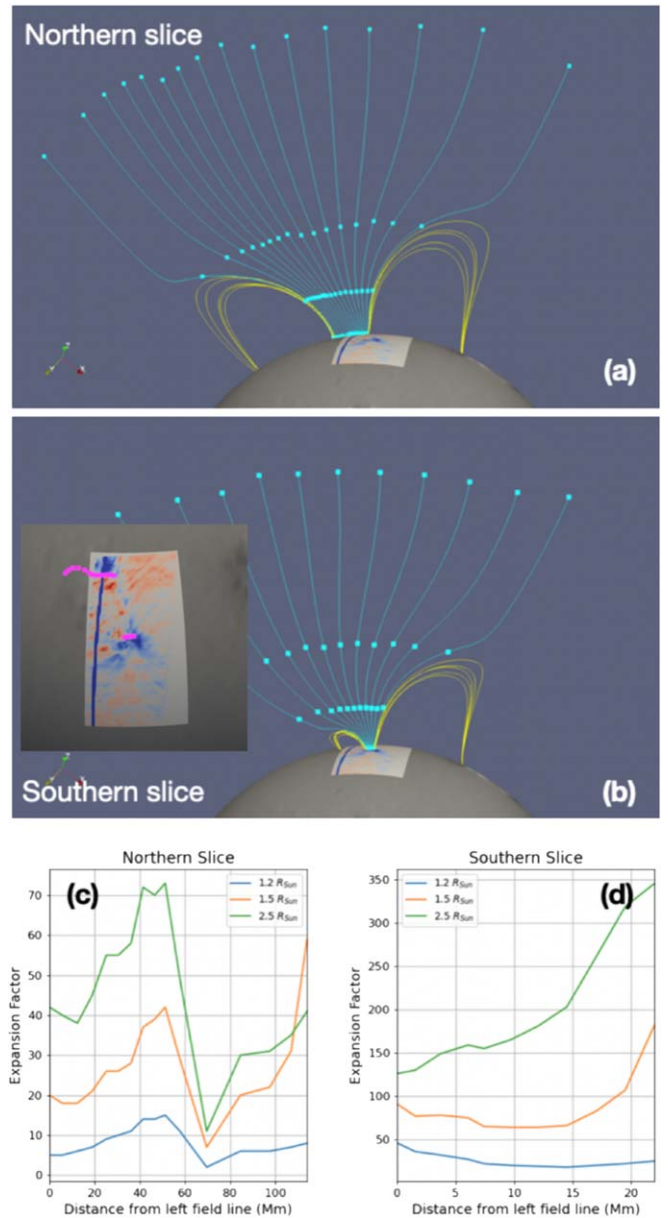 Northern slice
(a)
Southern slice
(b)
Northern Slice
(c)
1.2 R_Sun
1.5 R_Sun
2.5 R_Sun
Expansion Factor
70
60
50
40
30
20
10
0
0 20 40 60 80 100
Distance from left field line (Mm)
Southern Slice
(d)
1.2 R_Sun
1.5 R_Sun
2.5 R_Sun
Expansion Factor
350
300
250
200
150
100
50
0 5 10 15 20
Distance from left field line (Mm)